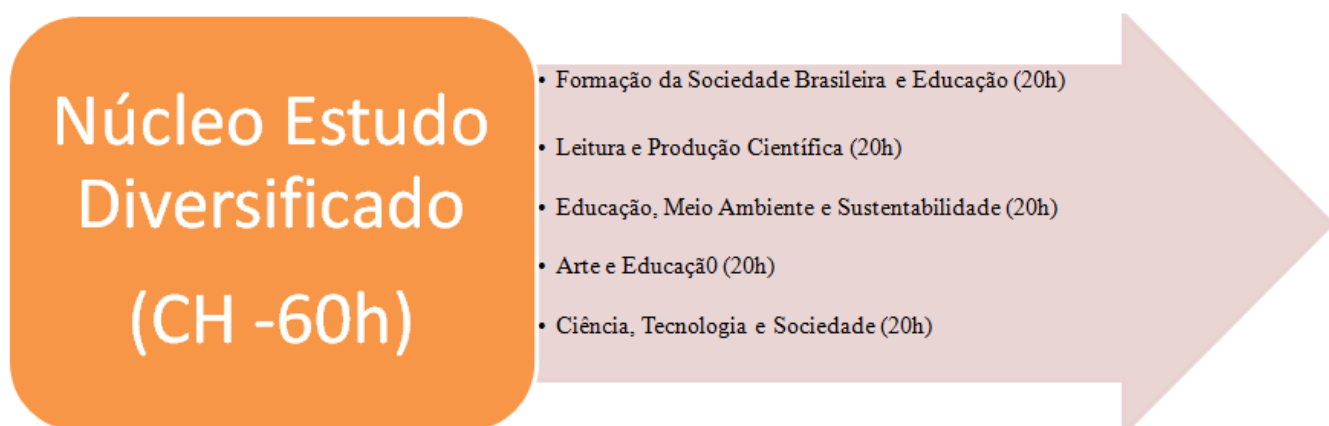 Núcleo Estudo
Diversificado
(CH -60h)
• Formação da Sociedade Brasileira e Educação (20h)
• Leitura e Produção Científica (20h)
• Educação, Meio Ambiente e Sustentabilidade (20h)
• Arte e Educaçã0 (20h)
• Ciência, Tecnologia e Sociedade (20h)